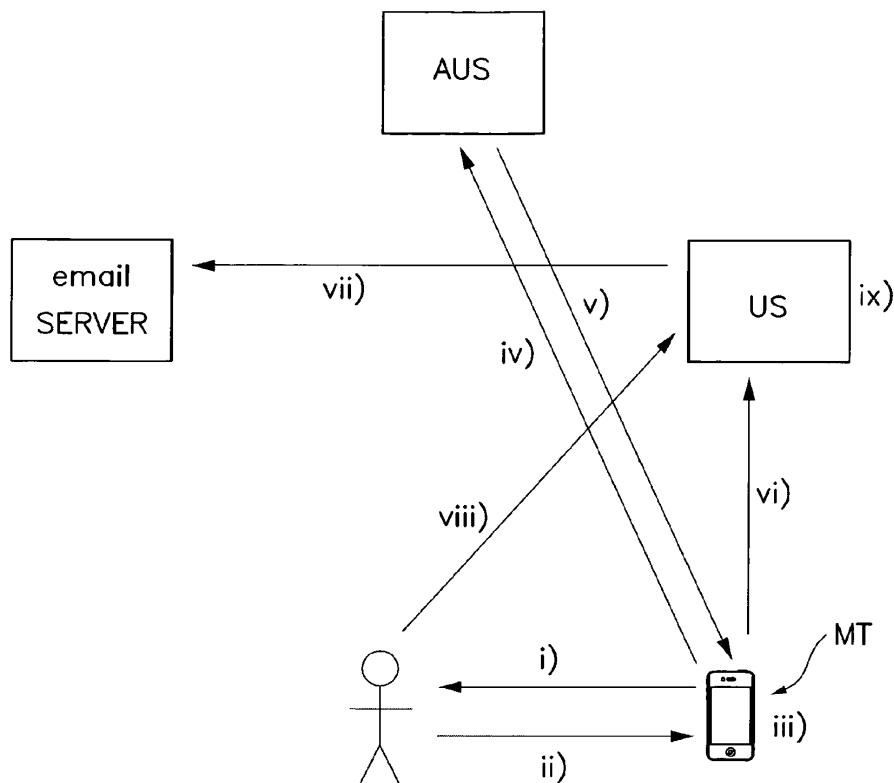 AUS
email
SERVER
vii)
US
ix)
v)
iv)
viii)
vi)
MT
i)
iii)
ii)